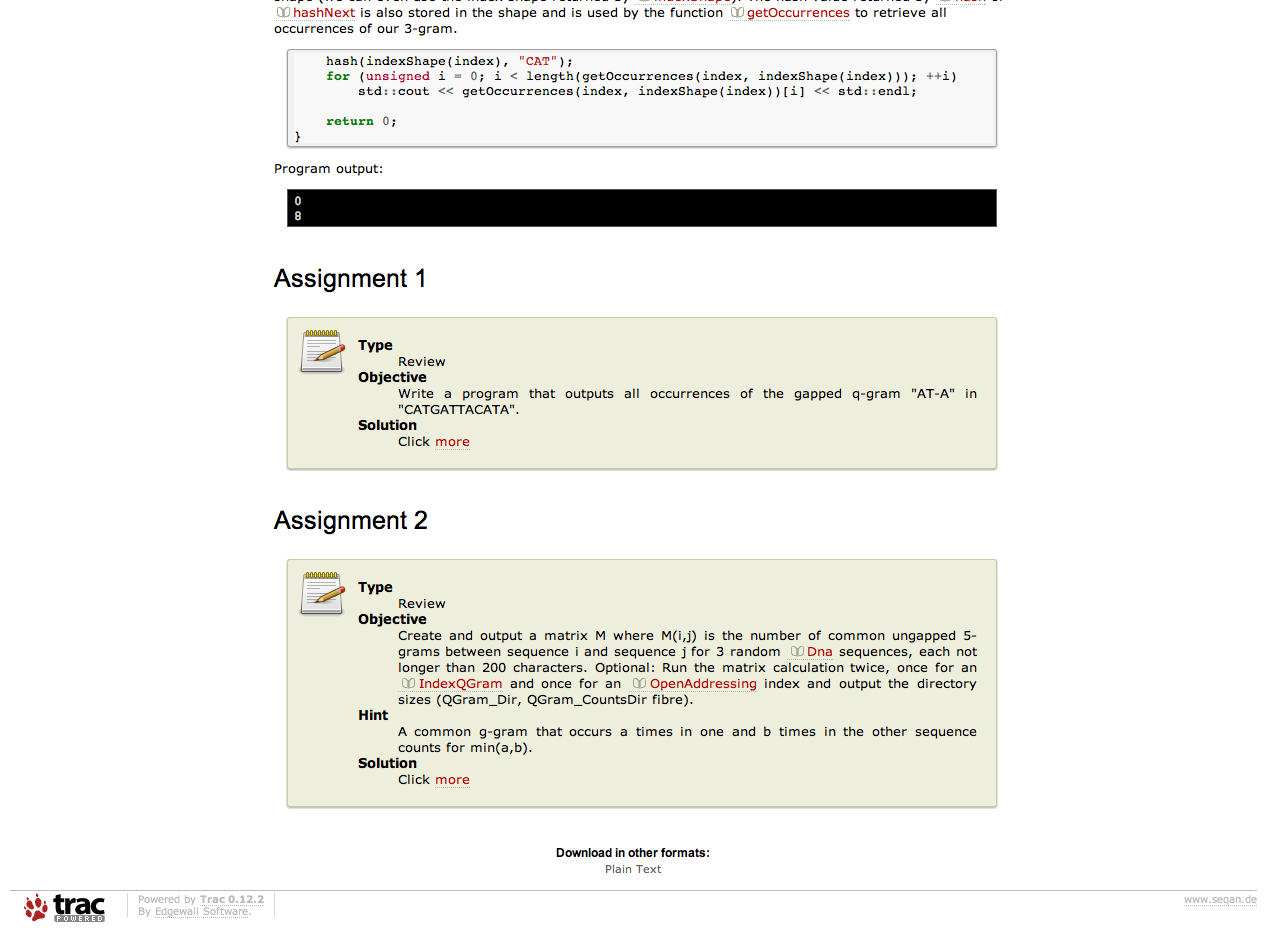 hashNext is also stored in the shape and is used by the function getOccurrences to retrieve all
occurrences of our 3-gram.
hash(indexShape(index), "CAT");
for (unsigned i = 0; i < length(getOccurrences(index, indexShape(index))); ++i)
std::cout << getOccurrences(index, indexShape(index))[i] << std::endl;
return 0;
}
Program output:
0
8
Assignment 1
Type
Review
Objective
Write a program that outputs all occurrences of the gapped q-gram "AT-A" in
"CATGATTACATA".
Solution
Click more
Assignment 2
Type
Review
Objective
Create and output a matrix M where M(i,j) is the number of common ungapped 5-
grams between sequence i and sequence j for 3 random Dna sequences, each not
longer than 200 characters. Optional: Run the matrix calculation twice, once for an
IndexQGram and once for an OpenAddressing index and output the directory
sizes (QGram_Dir, QGram_CountsDir fibre).
Hint
A common g-gram that occurs a times in one and b times in the other sequence
counts for min(a,b).
Solution
Click more
Download in other formats:
Plain Text
trac
POWERED
Powered by Trac 0.12.2
By Edgewall Software.
www.seqan.de